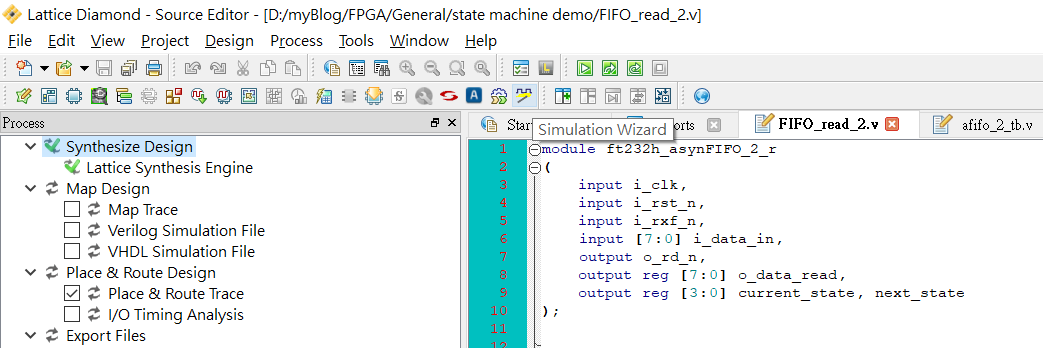 Lattice Diamond - Source Editor - [D:/myBlog/FPGA/General/state machine demo/FIFO_read_2.v]
File Edit View Project Design Process Tools Window Help
Process
Synthesize Design
Lattice Synthesis Engine
Map Design
Map Trace
Verilog Simulation File
VHDL Simulation File
Place & Route Design
Place & Route Trace
I/O Timing Analysis
Export Files
Star
Simulation Wizard
orts
FIFO_read_2.v
afifo_2_tb.v
1 module ft232h_asynFIFO_2_r
2 (
3 input i_clk,
4 input i_rst_n,
5 input i_rxf_n,
6 input [7:0] i_data_in,
7 output o_rd_n,
8 output reg [7:0] o_data_read,
9 output reg [3:0] current_state, next_state
10 );
11
12